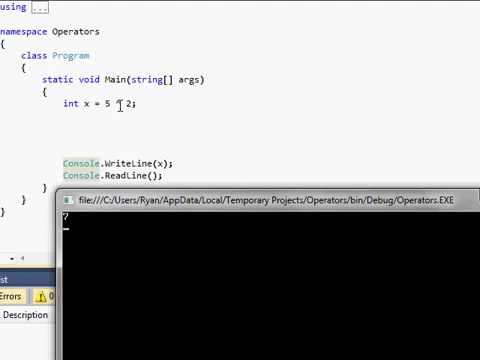 using ...
namespace Operators
{
class Program
{
static void Main(string[] args)
{
int x = 5 ^ 2;
Console.WriteLine(x);
Console.ReadLine();
}
}
}
file:///C:/Users/Ryan/AppData/Local/Temporary Projects/Operators/bin/Debug/Operators.EXE
7
ist
Errors
0
Description